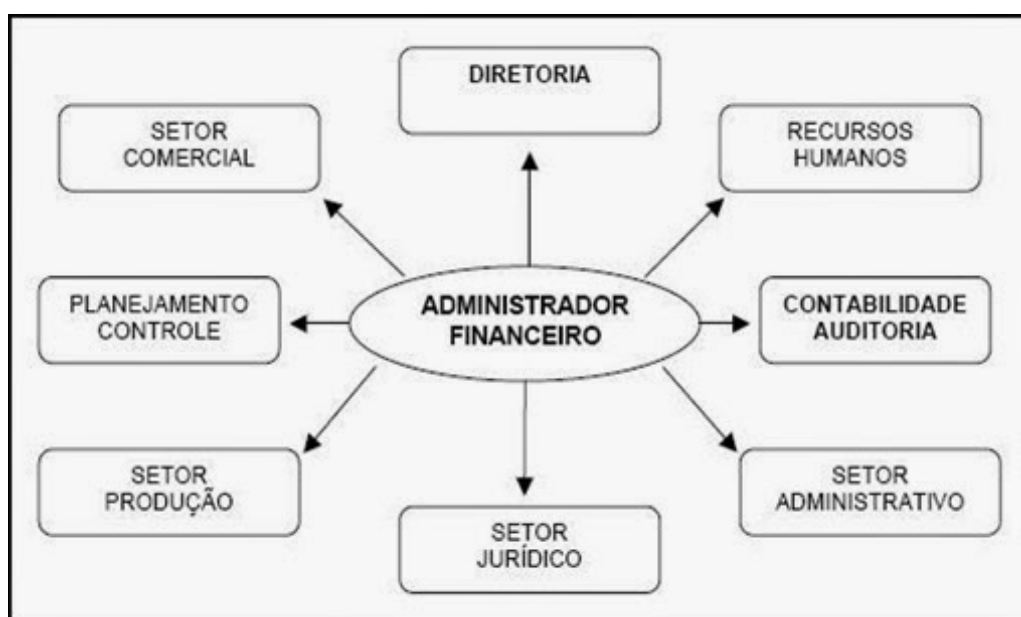 DIRETORIA
SETOR
COMERCIAL
RECURSOS
HUMANOS
PLANEJAMENTO
CONTROLE
ADMINISTRADOR
FINANCEIRO
CONTABILIDADE
AUDITORIA
SETOR
PRODUÇÃO
SETOR
JURÍDICO
SETOR
ADMINISTRATIVO